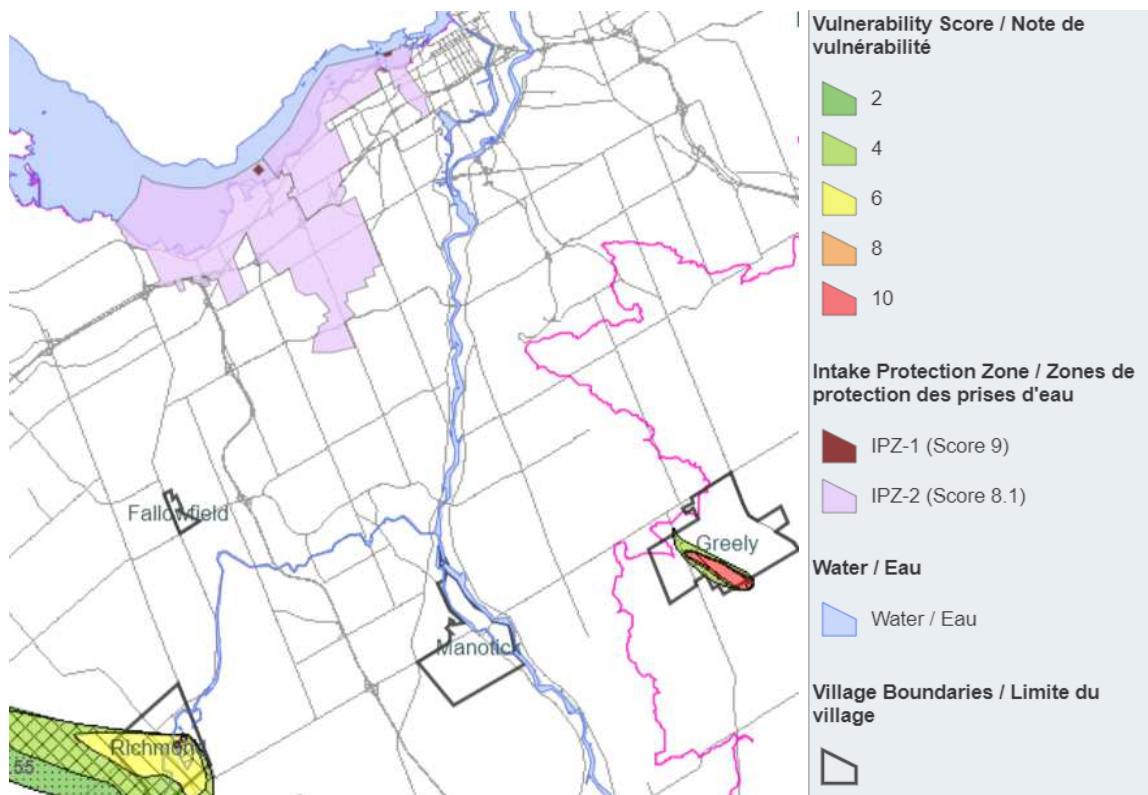 Fallowfield
Greely
Manotick
Richmond
55
Vulnerability Score / Note de
vulnérabilité
2
4
6
8
10
Intake Protection Zone / Zones de
protection des prises d'eau
IPZ-1 (Score 9)
IPZ-2 (Score 8.1)
Water / Eau
Water / Eau
Village Boundaries / Limite du
village